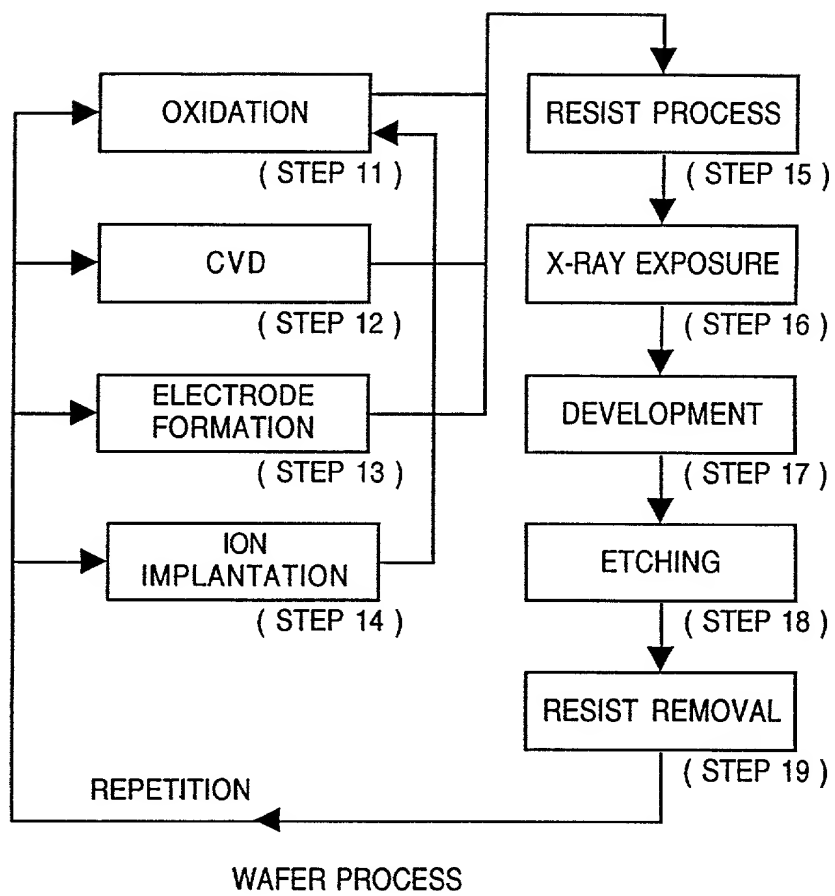 OXIDATION
( STEP 11 )
CVD
( STEP 12 )
ELECTRODE
FORMATION
( STEP 13 )
ION
IMPLANTATION
( STEP 14 )
RESIST PROCESS
( STEP 15 )
X-RAY EXPOSURE
( STEP 16 )
DEVELOPMENT
( STEP 17 )
ETCHING
( STEP 18 )
RESIST REMOVAL
( STEP 19 )
REPETITION
WAFER PROCESS